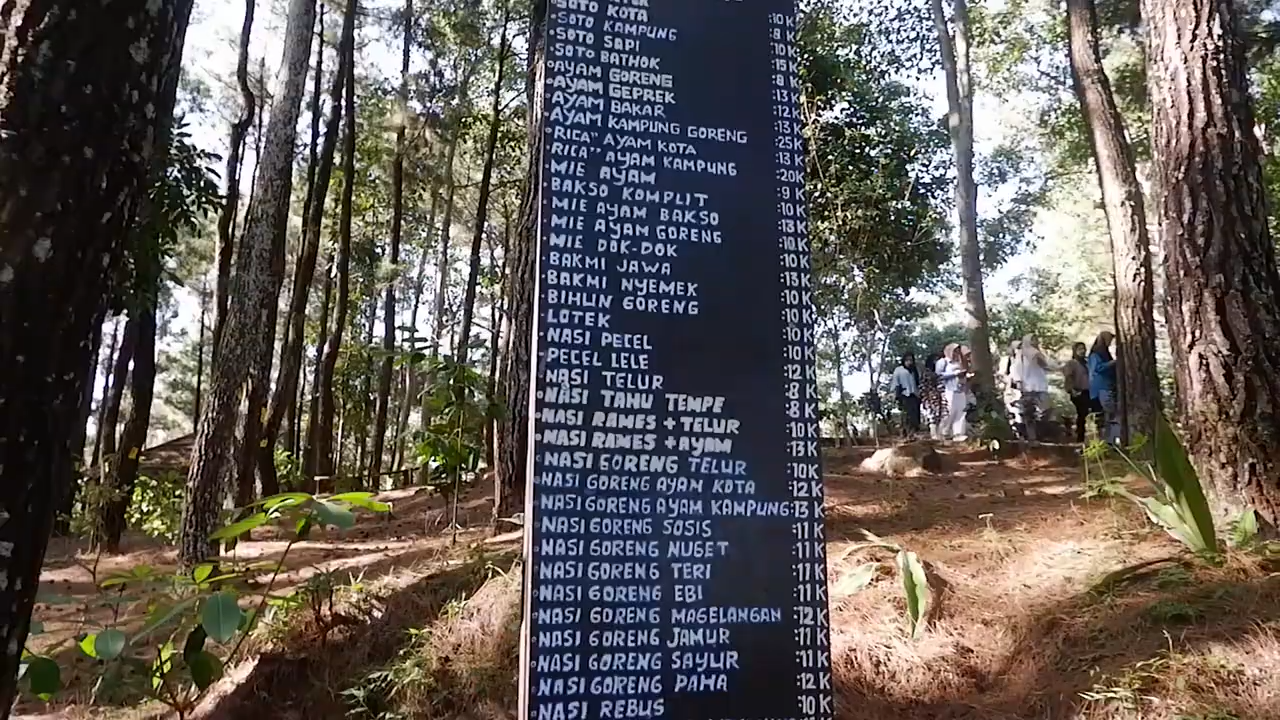 :10K
•SOTO KOTA :8K
•SOTO KAMPUNG :10K
•SOTO SAPI :15K
•SOTO BATHOK :8K
•AYAM GORENG :13K
•AYAM GEPREK :12K
•AYAM BAKAR :13K
•AYAM KAMPUNG GORENG :25K
•RICA" AYAM KOTA :13K
•RICA" AYAM KAMPUNG :20K
•MIE AYAM :9K
•BAKSO KOMPLIT :10K
•MIE AYAM BAKSO :13K
•MIE AYAM GORENG :10K
•MIE DOK-DOK :10K
•BAKMI JAWA :13K
•BAKMI NYEMEK :10K
•BIHUN GORENG :10K
•LOTEK :10K
•NASI PECEL :10K
•PECEL LELE :12K
•NASI TELUR :8K
•NASI TAHU TEMPE :8K
•NASI RAMES + TELUR :10K
•NASI RAMES + AYAM :13K
•NASI GORENG TELUR :10K
•NASI GORENG AYAM KOTA :12K
•NASI GORENG AYAM KAMPUNG :13K
•NASI GORENG SOSIS :11K
•NASI GORENG NUGET :11K
•NASI GORENG TERI :11K
•NASI GORENG EBI :11K
•NASI GORENG MAGELANGAN :12K
•NASI GORENG JAMUR :11K
•NASI GORENG SAYUR :11K
•NASI GORENG PAHA :12K
•NASI REBUS :10K